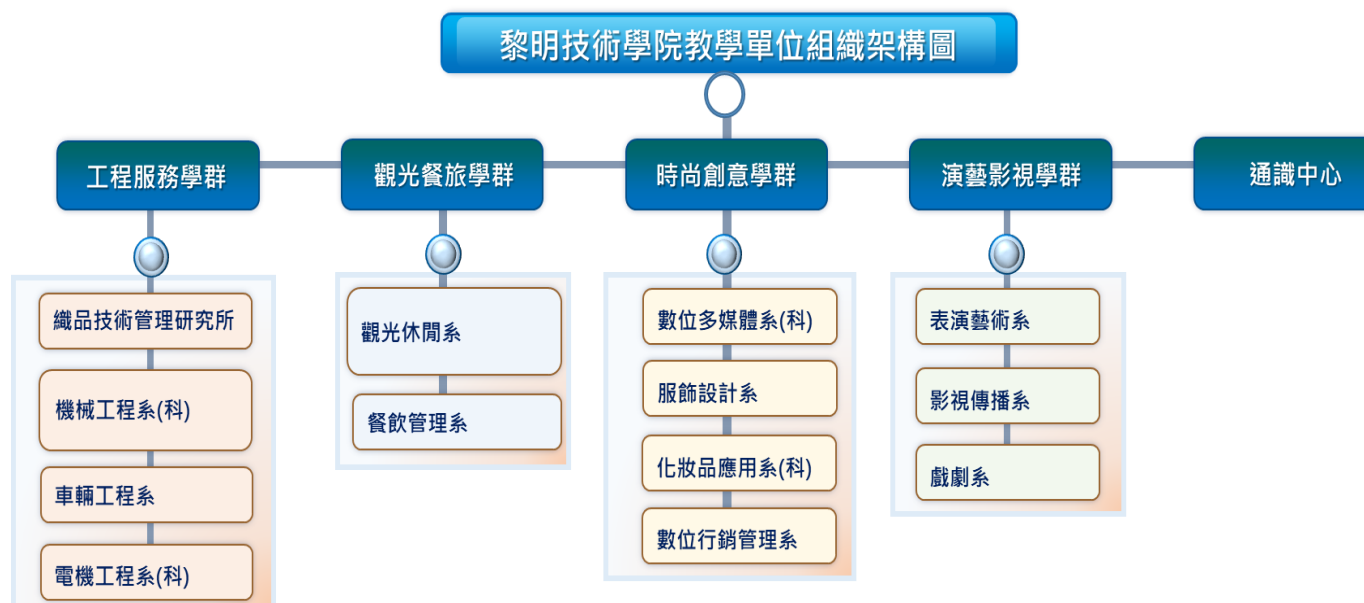 黎明技術學院教學單位組織架構圖
工程服務學群
觀光餐旅學群
時尚創意學群
演藝影視學群
通識中心
織品技術管理研究所
機械工程系(科)
車輛工程系
電機工程系(科)
觀光休閒系
餐飲管理系
數位多媒體系(科)
服飾設計系
化妝品應用系(科)
數位行銷管理系
表演藝術系
影視傳播系
戲劇系